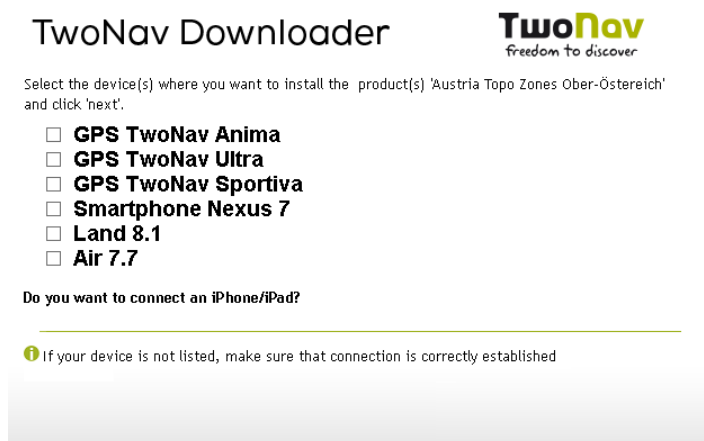 TwoNav Downloader
TwoNav
freedom to discover
Select the device(s) where you want to install the product(s) 'Austria Topo Zones Ober-Östereich'
and click 'next'.
GPS TwoNav Anima
GPS TwoNav Ultra
GPS TwoNav Sportiva
Smartphone Nexus 7
Land 8.1
Air 7.7
Do you want to connect an iPhone/iPad?
i If your device is not listed, make sure that connection is correctly established